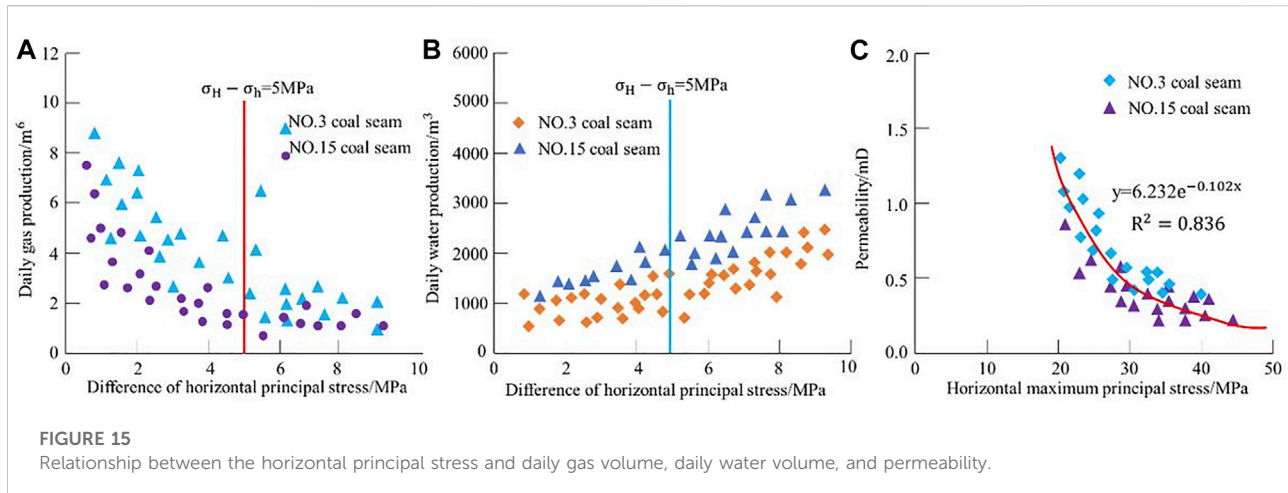 A
12
10
8
6
4
2
0
0
2
4
6
8
10
Daily gas production/m⁶
Difference of horizontal principal stress/MPa
σH − σh=5MPa
NO.3 coal seam
NO.15 coal seam
B
6000
5000
4000
3000
2000
1000
0
0
2
4
6
8
10
Daily water production/m³
Difference of horizontal principal stress/MPa
σH − σh=5MPa
NO.3 coal seam
NO.15 coal seam
C
2.0
1.5
1.0
0.5
0.0
0
10
20
30
40
50
Permeability/mD
Horizontal maximum principal stress/MPa
NO.3 coal seam
NO.15 coal seam
y=6.232e⁻⁰·¹⁰²ˣ
R² = 0.836
FIGURE 15
Relationship between the horizontal principal stress and daily gas volume, daily water volume, and permeability.